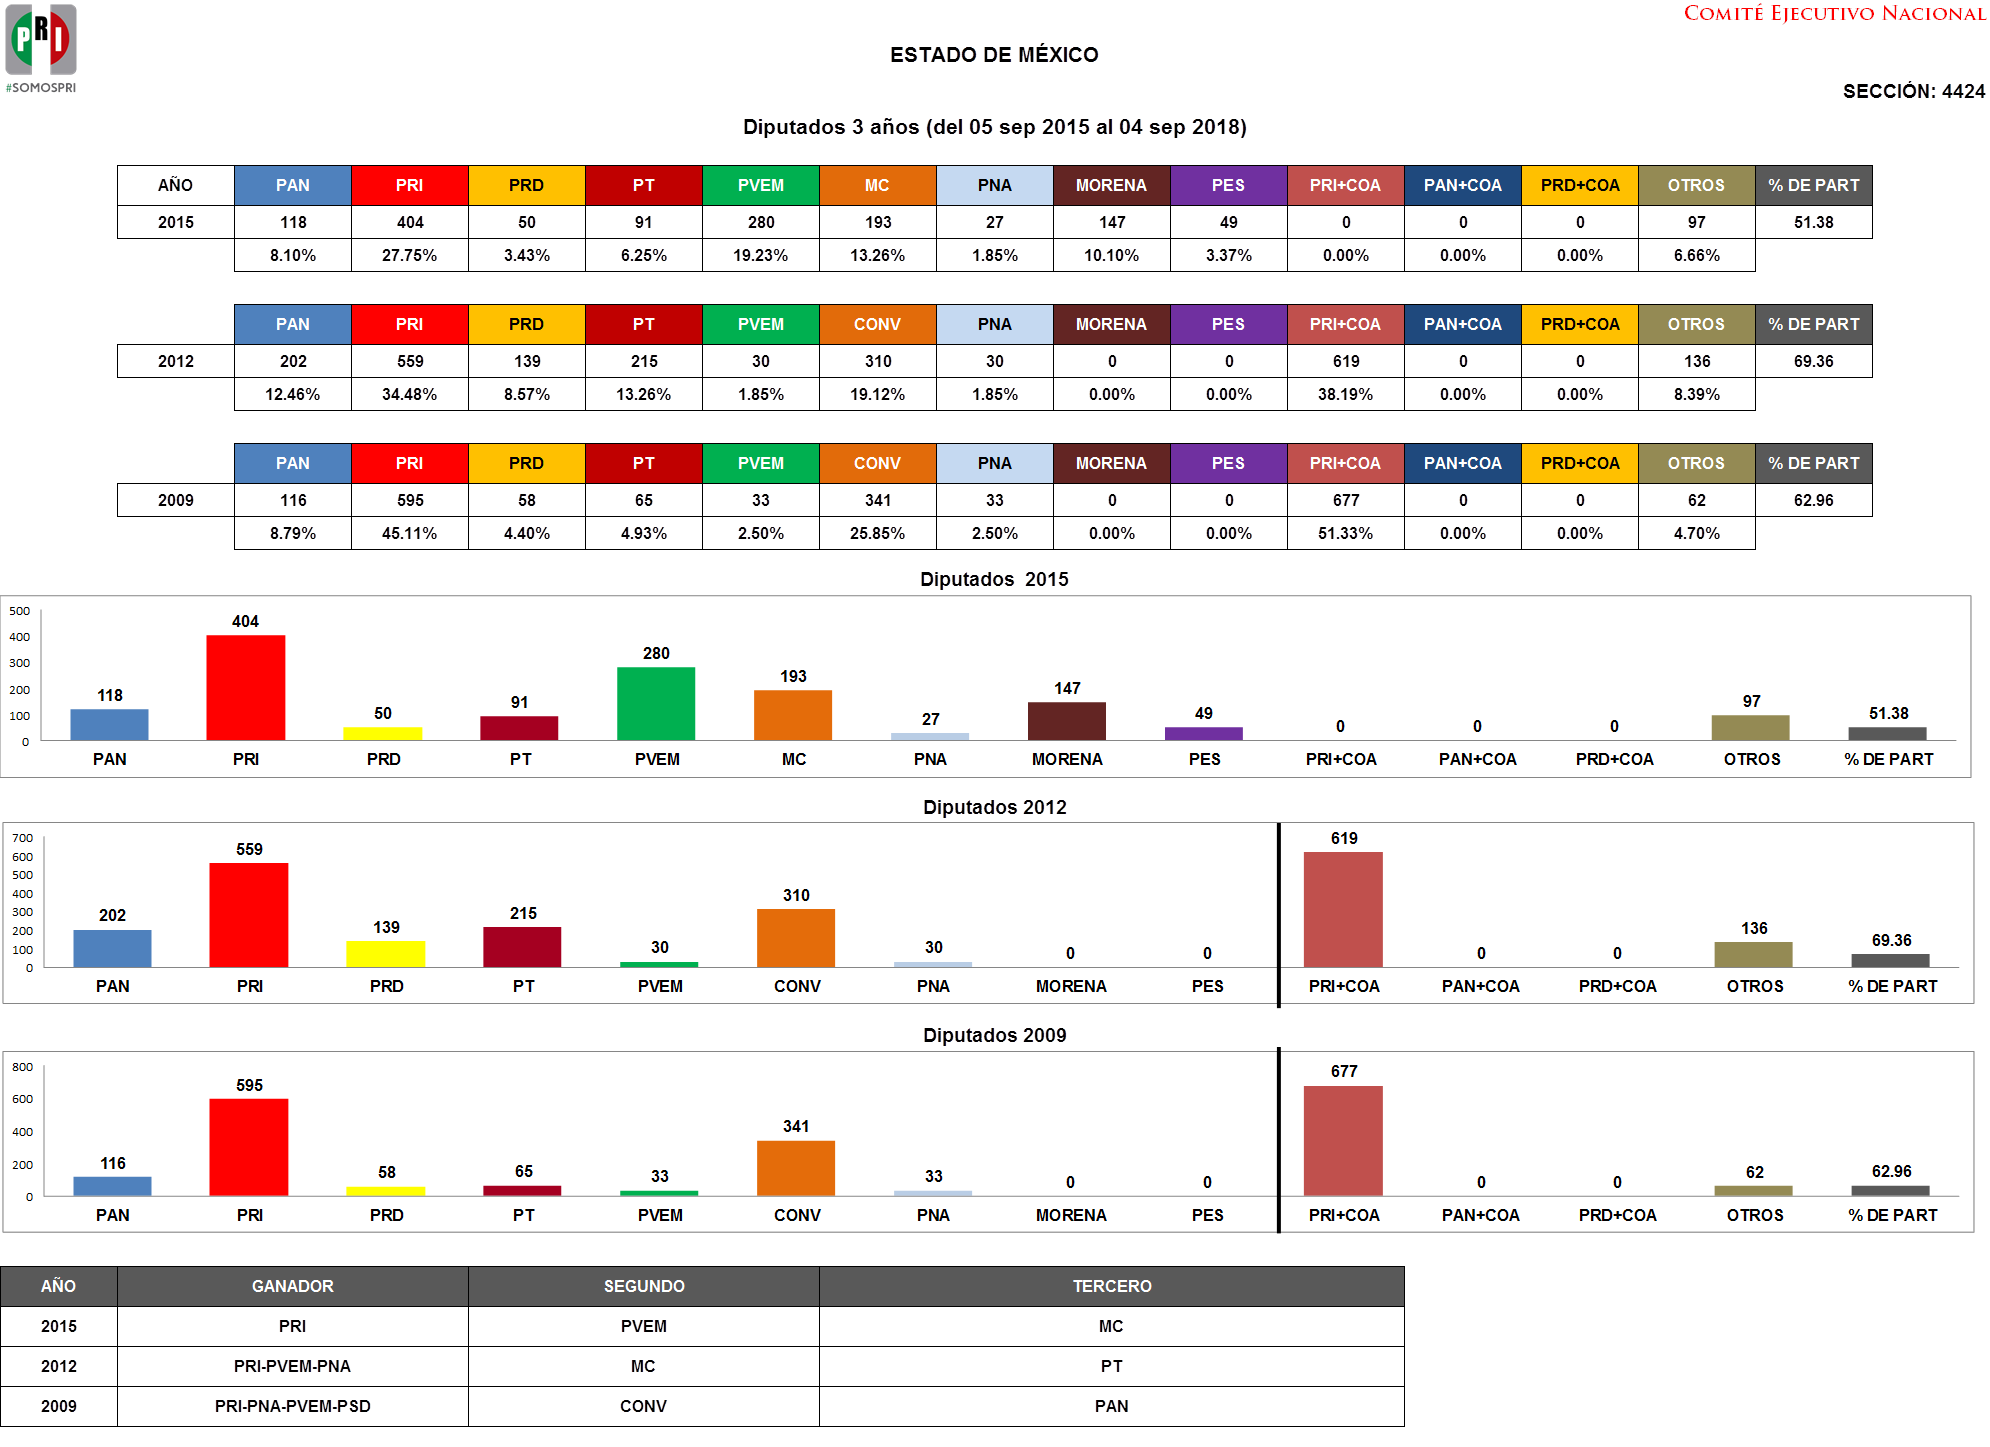 PRI
#SOMOSPRI
COMITÉ EJECUTIVO NACIONAL
ESTADO DE MÉXICO
SECCIÓN: 4424
Diputados 3 años (del 05 sep 2015 al 04 sep 2018)
AÑO PAN PRI PRD PT PVEM MC PNA MORENA PES PRI+COA PAN+COA PRD+COA OTROS % DE PART
2015 118 404 50 91 280 193 27 147 49 0 0 0 97 51.38
8.10% 27.75% 3.43% 6.25% 19.23% 13.26% 1.85% 10.10% 3.37% 0.00% 0.00% 0.00% 6.66%
PAN PRI PRD PT PVEM CONV PNA MORENA PES PRI+COA PAN+COA PRD+COA OTROS % DE PART
2012 202 559 139 215 30 310 30 0 0 619 0 0 136 69.36
12.46% 34.48% 8.57% 13.26% 1.85% 19.12% 1.85% 0.00% 0.00% 38.19% 0.00% 0.00% 8.39%
PAN PRI PRD PT PVEM CONV PNA MORENA PES PRI+COA PAN+COA PRD+COA OTROS % DE PART
2009 116 595 58 65 33 341 33 0 0 677 0 0 62 62.96
8.79% 45.11% 4.40% 4.93% 2.50% 25.85% 2.50% 0.00% 0.00% 51.33% 0.00% 0.00% 4.70%
Diputados 2015
500
400
300
200
100
0
118 404 50 91 280 193 27 147 49 0 0 0 97 51.38
PAN PRI PRD PT PVEM MC PNA MORENA PES PRI+COA PAN+COA PRD+COA OTROS % DE PART
Diputados 2012
700
600
500
400
300
200
100
0
202 559 139 215 30 310 30 0 0 619 0 0 136 69.36
PAN PRI PRD PT PVEM CONV PNA MORENA PES PRI+COA PAN+COA PRD+COA OTROS % DE PART
Diputados 2009
800
600
400
200
0
116 595 58 65 33 341 33 0 0 677 0 0 62 62.96
PAN PRI PRD PT PVEM CONV PNA MORENA PES PRI+COA PAN+COA PRD+COA OTROS % DE PART
AÑO GANADOR SEGUNDO TERCERO
2015 PRI PVEM MC
2012 PRI-PVEM-PNA MC PT
2009 PRI-PNA-PVEM-PSD CONV PAN